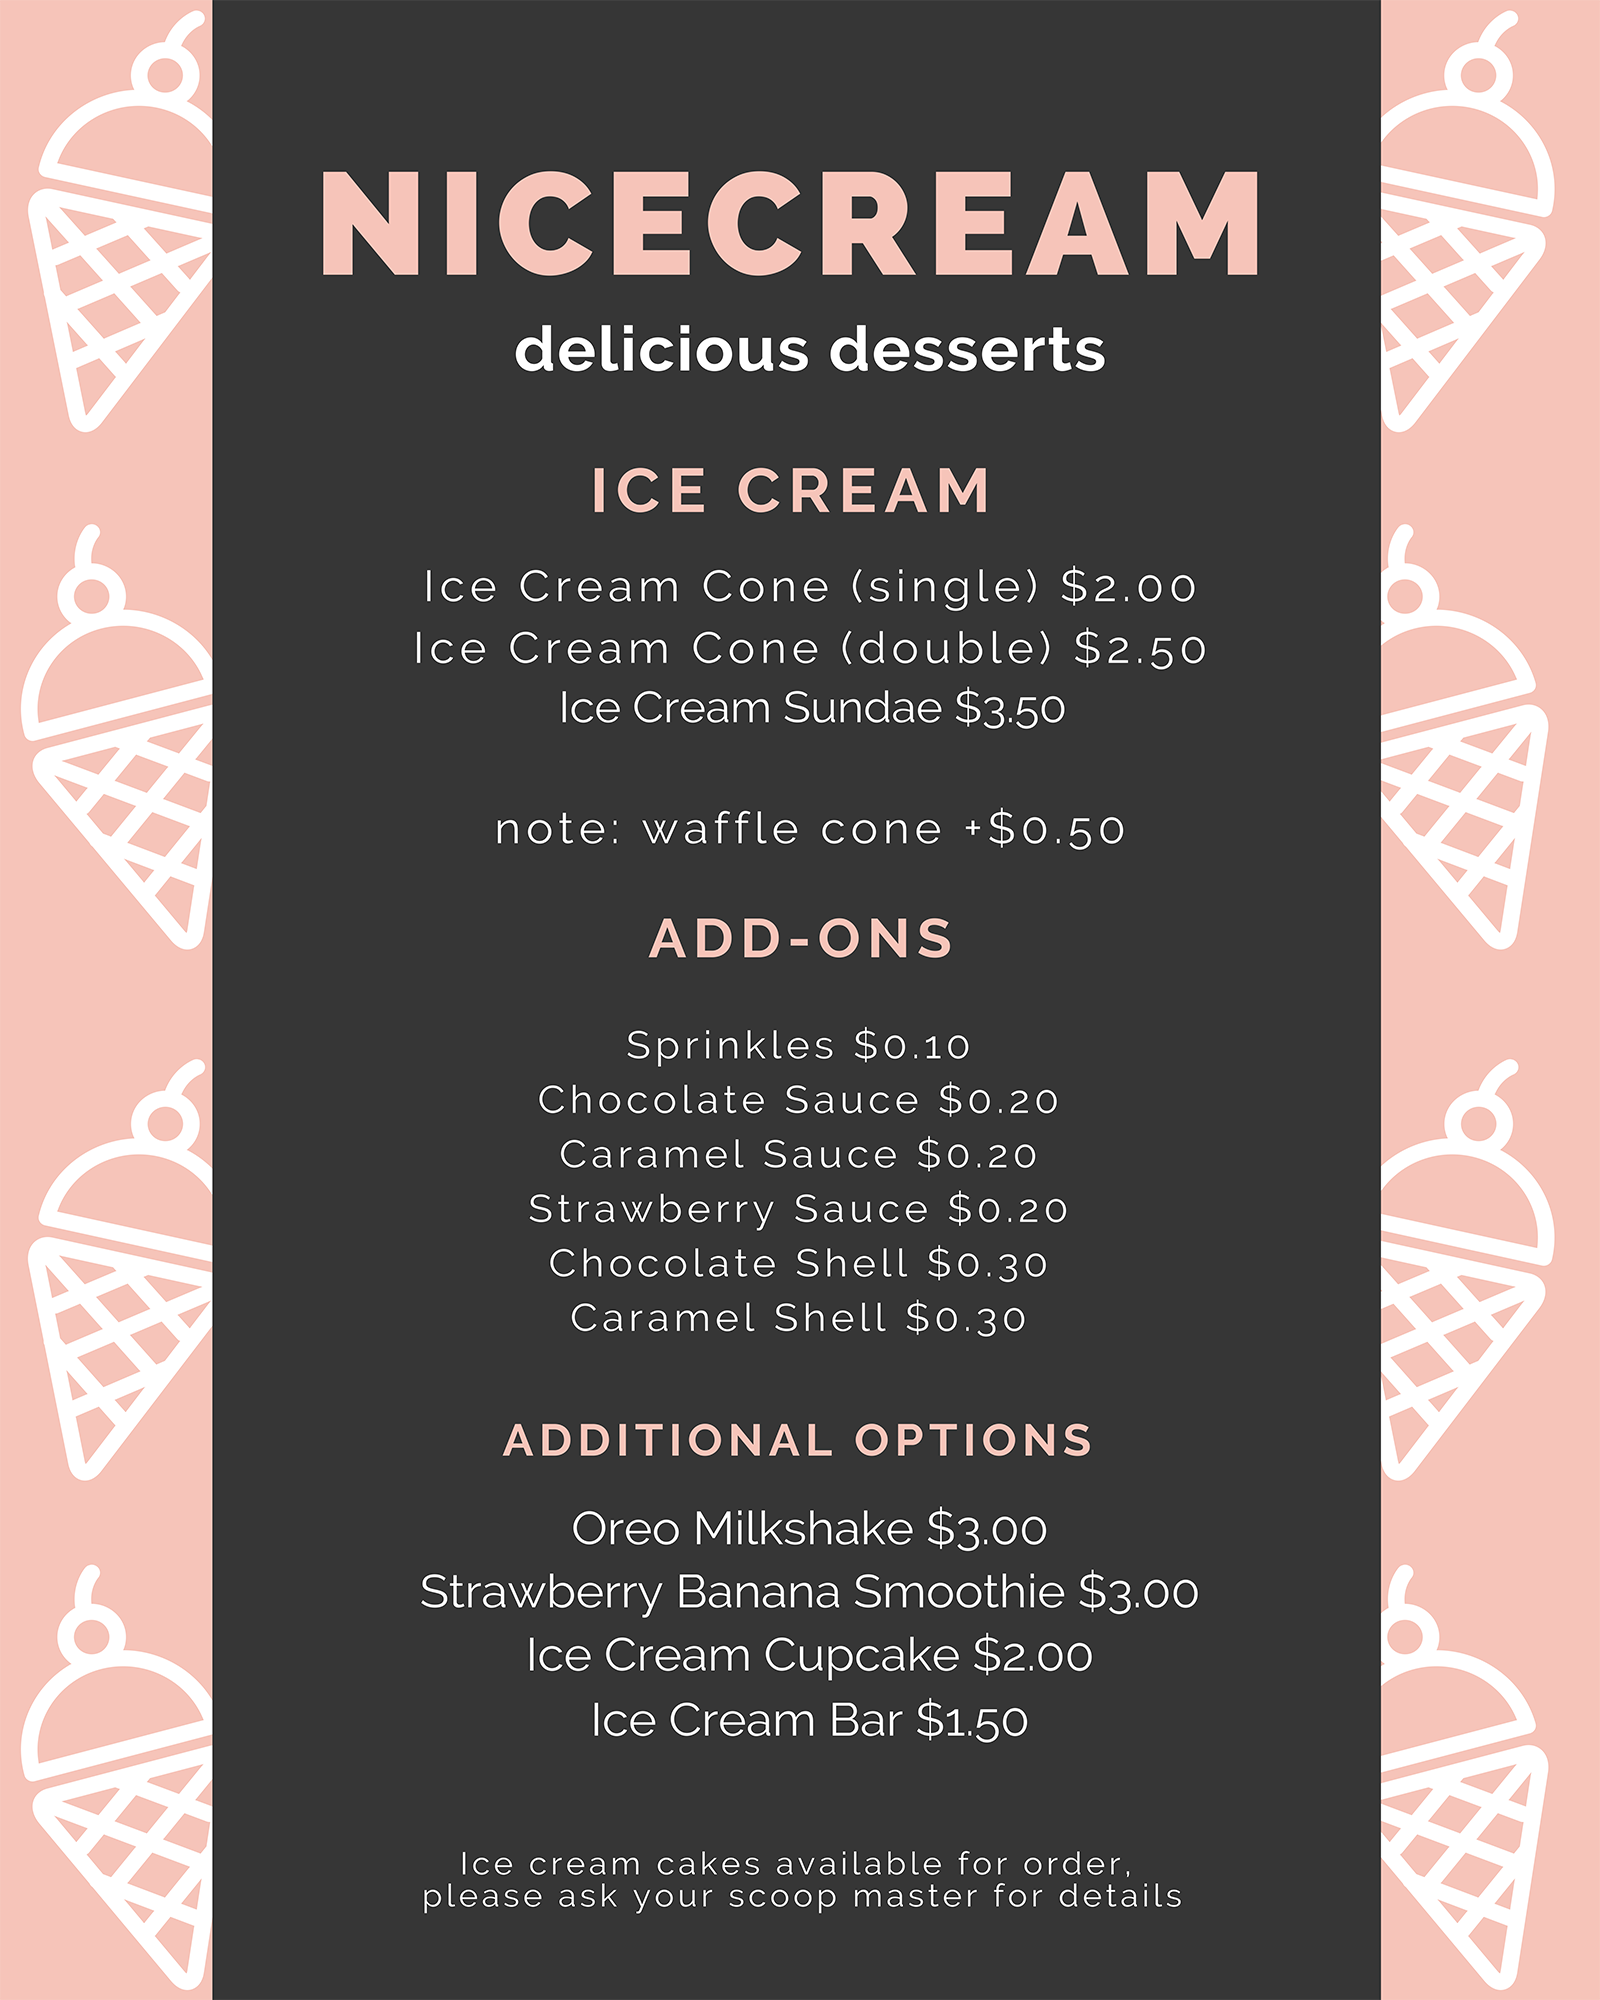 NICECREAM
delicious desserts
ICE CREAM
Ice Cream Cone (single) $2.00
Ice Cream Cone (double) $2.50
Ice Cream Sundae $3.50
note: waffle cone +$0.50
ADD-ONS
Sprinkles $0.10
Chocolate Sauce $0.20
Caramel Sauce $0.20
Strawberry Sauce $0.20
Chocolate Shell $0.30
Caramel Shell $0.30
ADDITIONAL OPTIONS
Oreo Milkshake $3.00
Strawberry Banana Smoothie $3.00
Ice Cream Cupcake $2.00
Ice Cream Bar $1.50
Ice cream cakes available for order,
please ask your scoop master for details